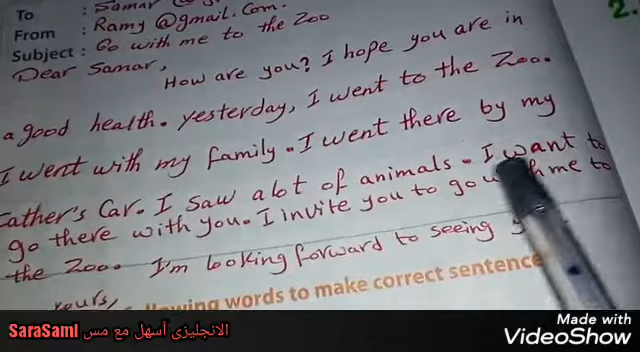 To : Samar @
From : Ramy @gmail.Com.
Subject : Go with me to the Zoo
2.
Dear Samar,
How are you? I hope you are in
a good health. yesterday, I went to the Zoo.
I went with my family. I went there by my
Father's Car. I saw a lot of animals. I want to
go there with you. I invite you to go me to
the Zoo. I'm looking forward to seeing
yours,
words to make correct sentence
SaraSamI الانجليزى أسهل مع مس
Made with
VideoShow